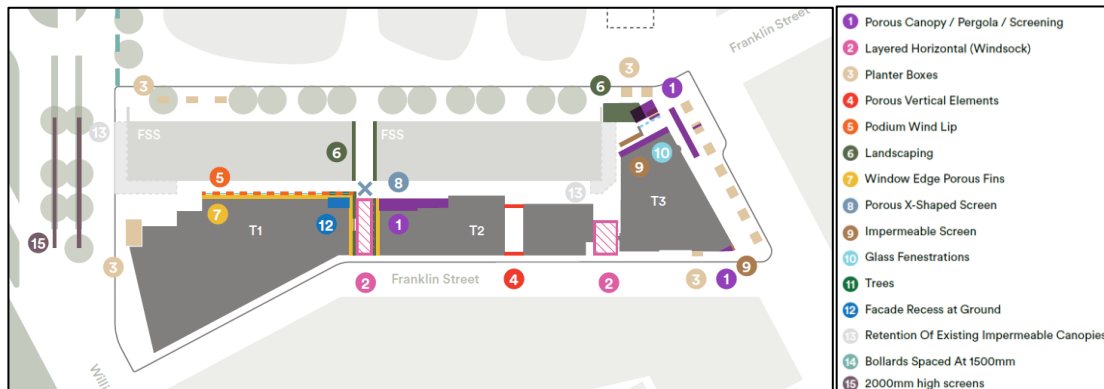 Franklin Street
Franklin Street
3
6
3
1
13
FSS
FSS
6
10
9
5
8
13
7
12
T1
1
T2
T3
15
3
2
Franklin Street
4
2
3
1
9
Willi
1 Porous Canopy / Pergola / Screening
2 Layered Horizontal (Windsock)
3 Planter Boxes
4 Porous Vertical Elements
5 Podium Wind Lip
6 Landscaping
7 Window Edge Porous Fins
8 Porous X-Shaped Screen
9 Impermeable Screen
10 Glass Fenestrations
11 Trees
12 Facade Recess at Ground
13 Retention Of Existing Impermeable Canopies
14 Bollards Spaced At 1500mm
15 2000mm high screens